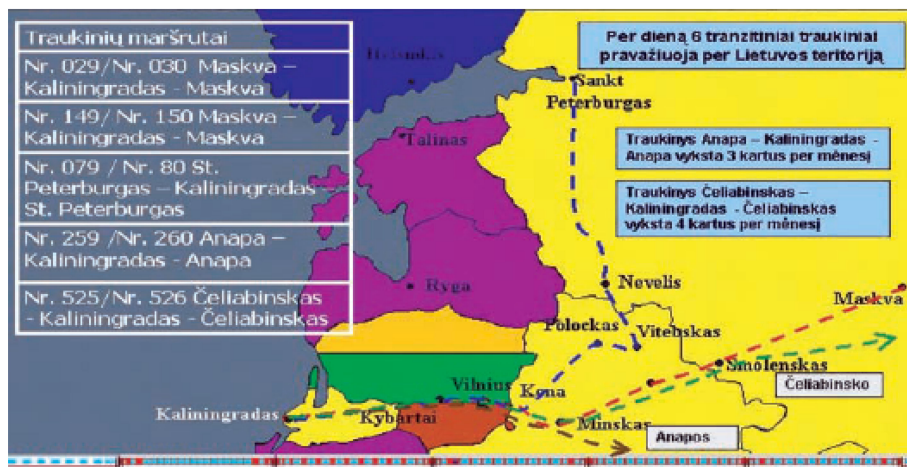 Traukinių maršrutai
Nr. 029/Nr. 030 Maskva –
Kaliningradas - Maskva
Nr. 149/ Nr. 150 Maskva –
Kaliningradas - Maskva
Nr. 079 / Nr. 80 St.
Peterburgas – Kaliningradas –
St. Peterburgas
Nr. 259 /Nr. 260 Anapa –
Kaliningradas - Anapa
Nr. 525/Nr. 526 Čeliabinskas
- Kaliningradas - Čeliabinskas
Per dieną 6 tranzitiniai traukiniai
pravažiuoja per Lietuvos teritoriją
Helsinkis
Sankt
Peterburgas
Talinas
Traukinys Anapa – Kaliningradas -
Anapa vyksta 3 kartus per mėnesį
Traukinys Čeliabinskas –
Kaliningradas - Čeliabinskas
vyksta 4 kartus per mėnesį
Ryga
Nevelis
Maskva
Polockas
Vitebskas
Smolenskas
Vilnius
Kena
Čeliabinsko
Kaliningradas
Kybartai
Minskas
Anapos